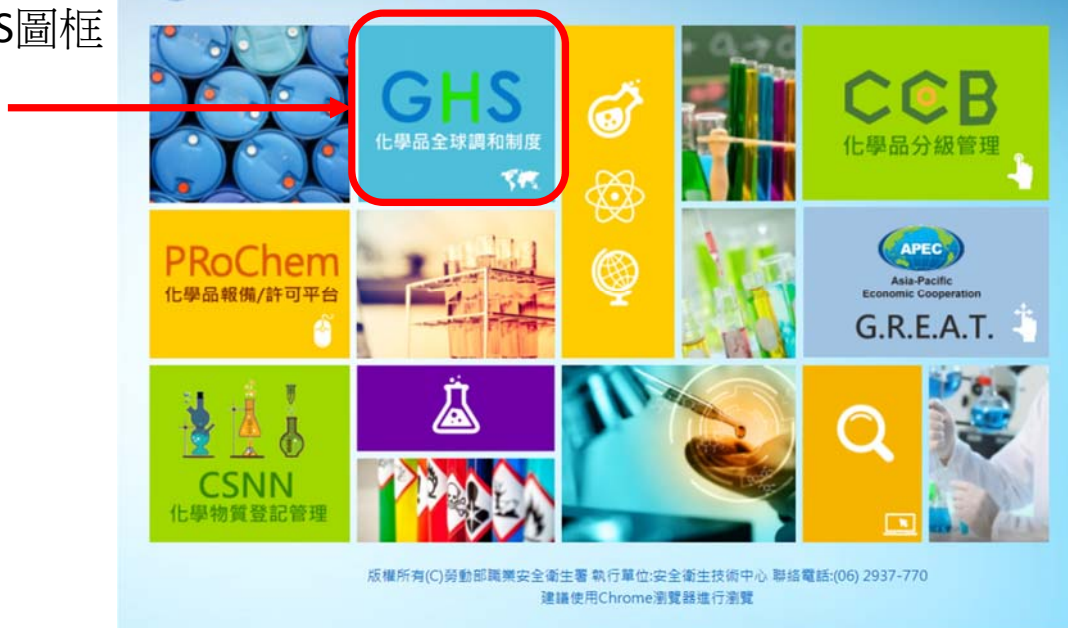 S圖框
GHS
化學品全球調和制度
CCB
化學品分級管理
PRoChem
化學品報備/許可平台
APEC
Asia-Pacific
Economic Cooperation
G.R.E.A.T.
CSNN
化學物質登記管理
版權所有(C)勞動部職業安全衛生署 執行單位:安全衛生技術中心 聯絡電話:(06) 2937-770
建議使用Chrome瀏覽器進行瀏覽